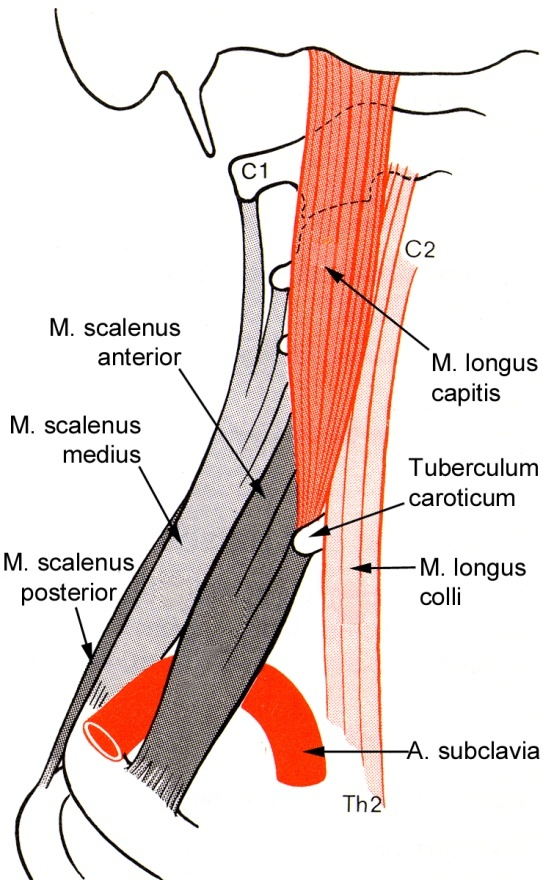 C1
C2
M. scalenus
anterior
M. longus
capitis
M. scalenus
medius
Tuberculum
caroticum
M. scalenus
posterior
M. longus
colli
A. subclavia
Th2